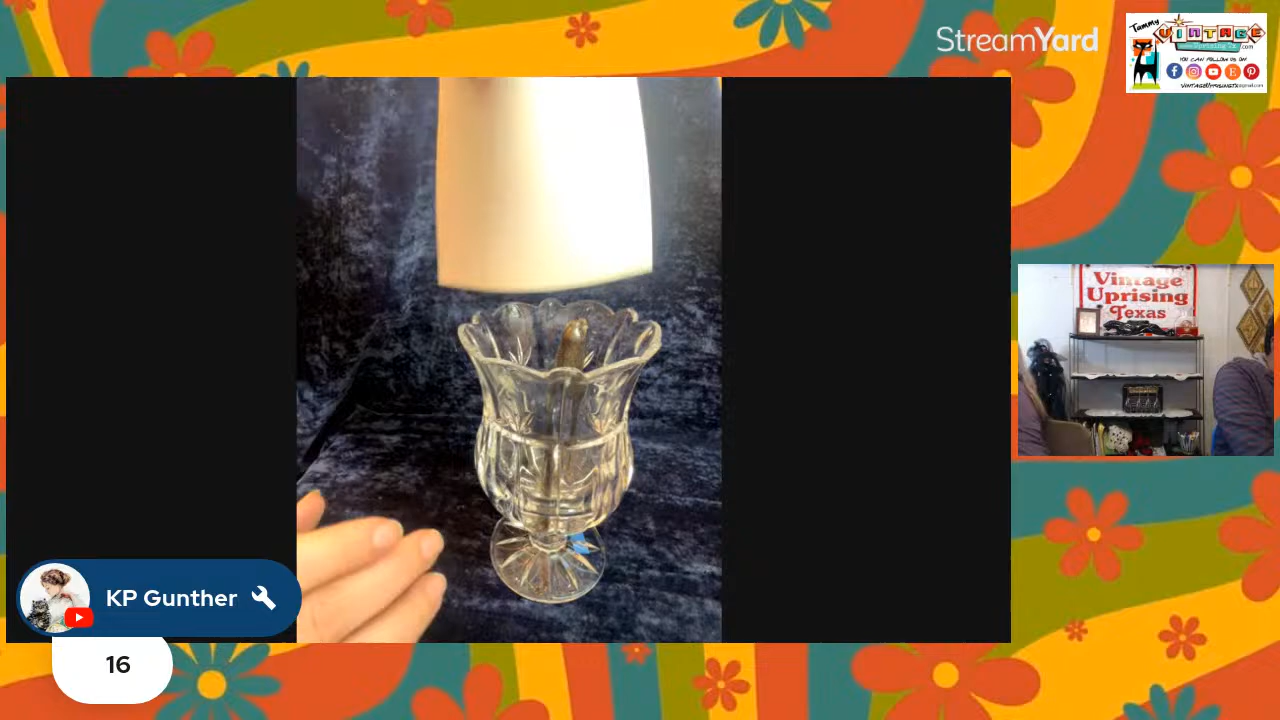 StreamYard
Tammy
VINTAGE
YOU CAN FOLLOW US ON
Vintage
Uprising
Texas
KP Gunther
16